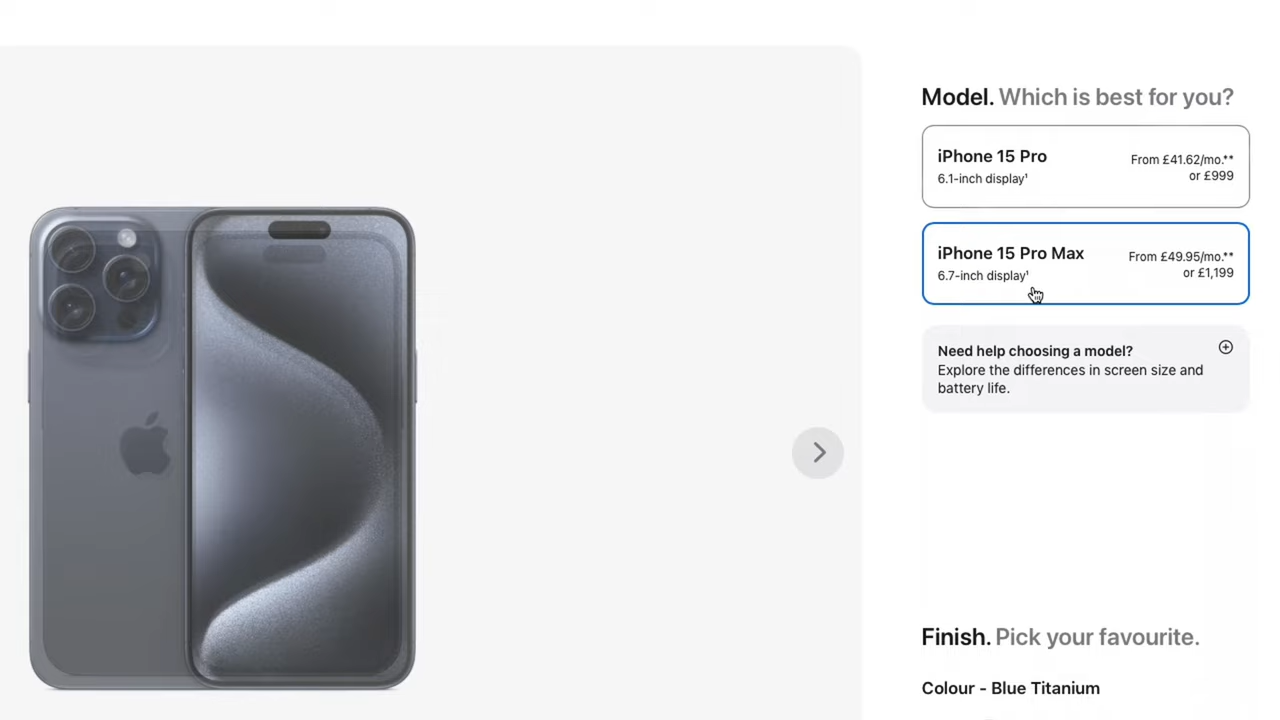 Model. Which is best for you?
iPhone 15 Pro
6.1-inch display¹
From £41.62/mo.**
or £999
iPhone 15 Pro Max
6.7-inch display¹
From £49.95/mo.**
or £1,199
Need help choosing a model?
Explore the differences in screen size and
battery life.
Finish. Pick your favourite.
Colour - Blue Titanium